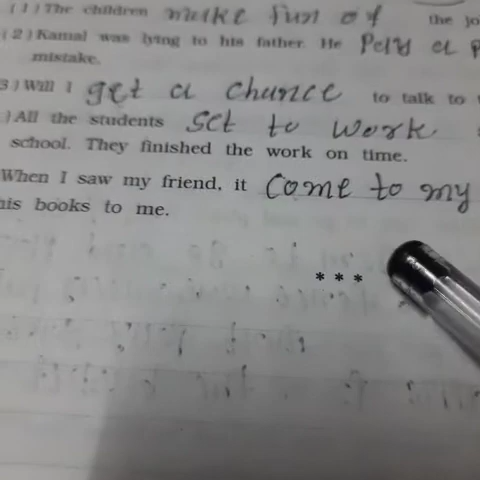 (1) The children make fun of the jo
(2) Kamal was lying to his father. He Pary a p
mistake.
3) Will I get a chance to talk to
) All the students set to work
school. They finished the work on time.
When I saw my friend, it come to my
his books to me.
* * *